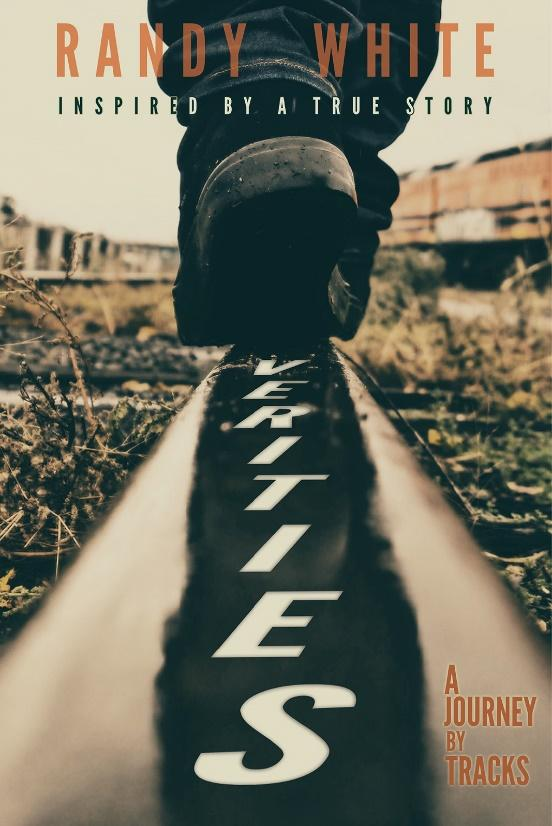 RANDY WHITE
INSPIRED BY A TRUE STORY
VERITIES
A
JOURNEY
BY
TRACKS